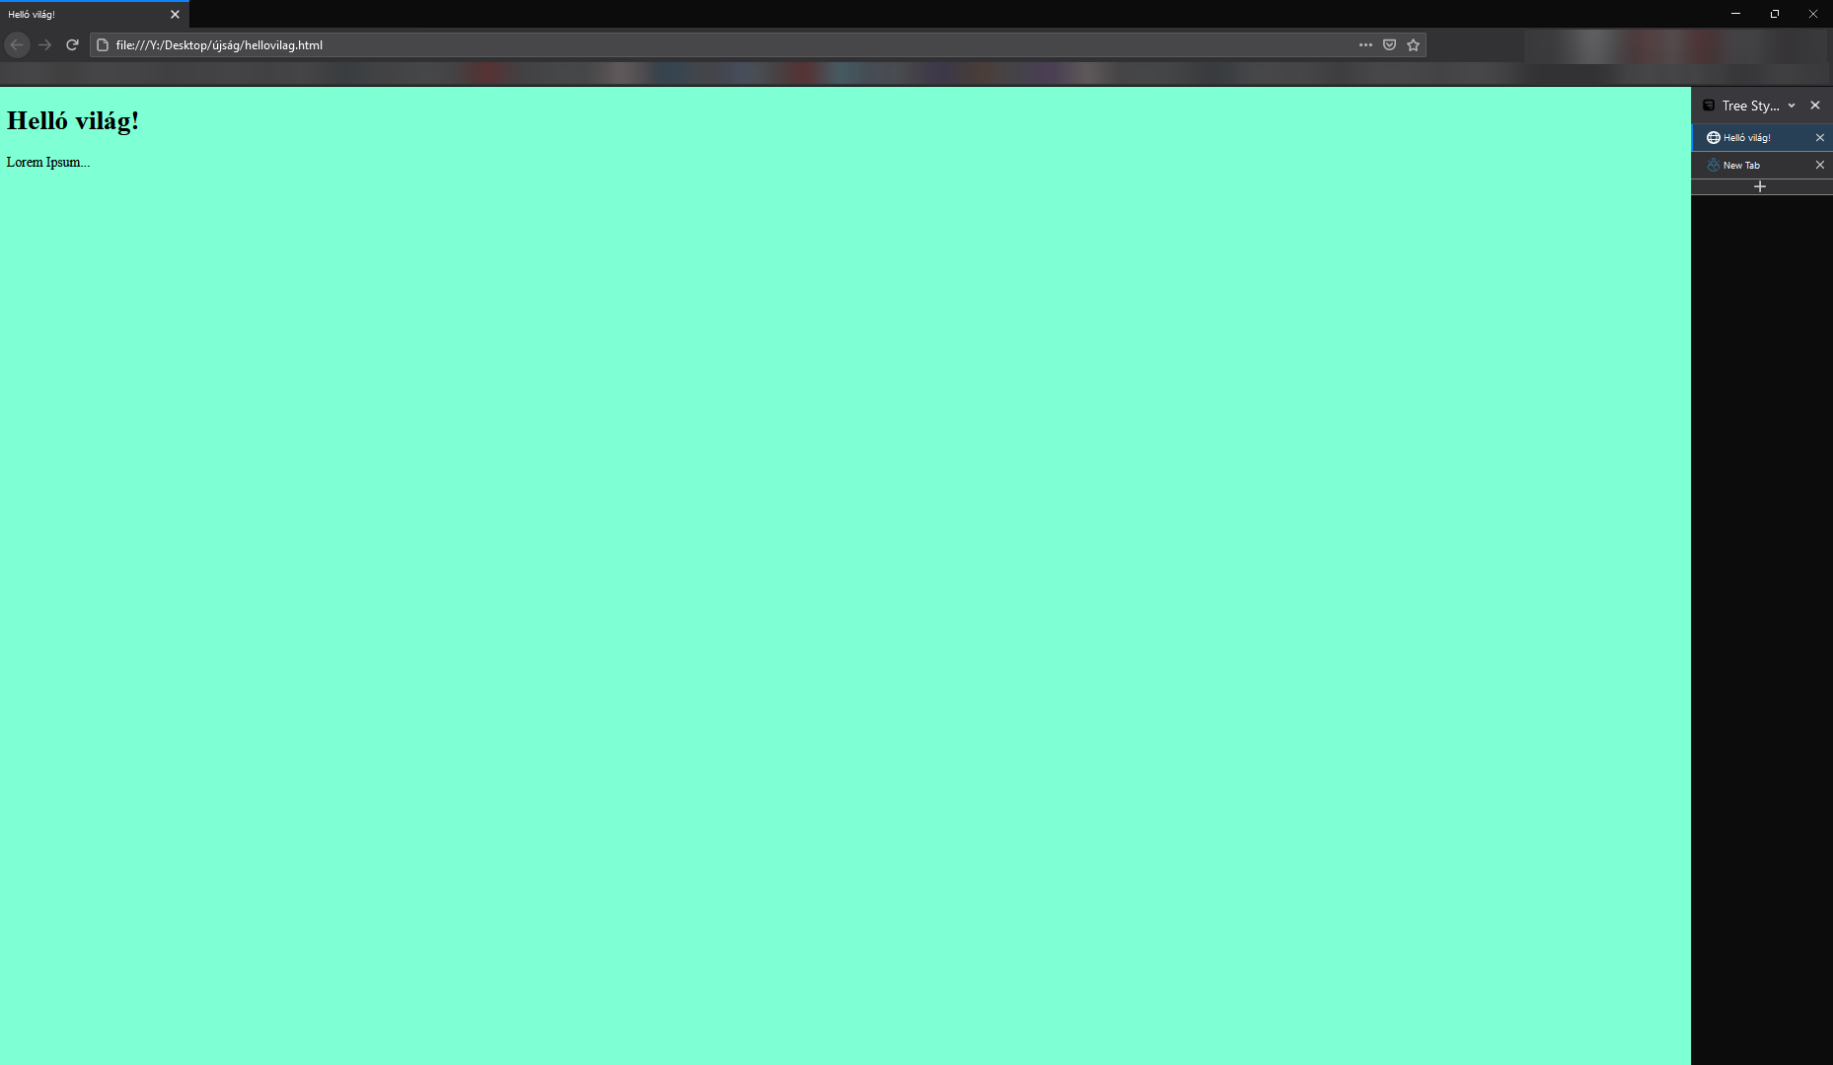 Helló világ!
file:///Y:/Desktop/újság/hellovilag.html
Helló világ!
Lorem Ipsum...
Tree Sty...
Helló világ!
New Tab